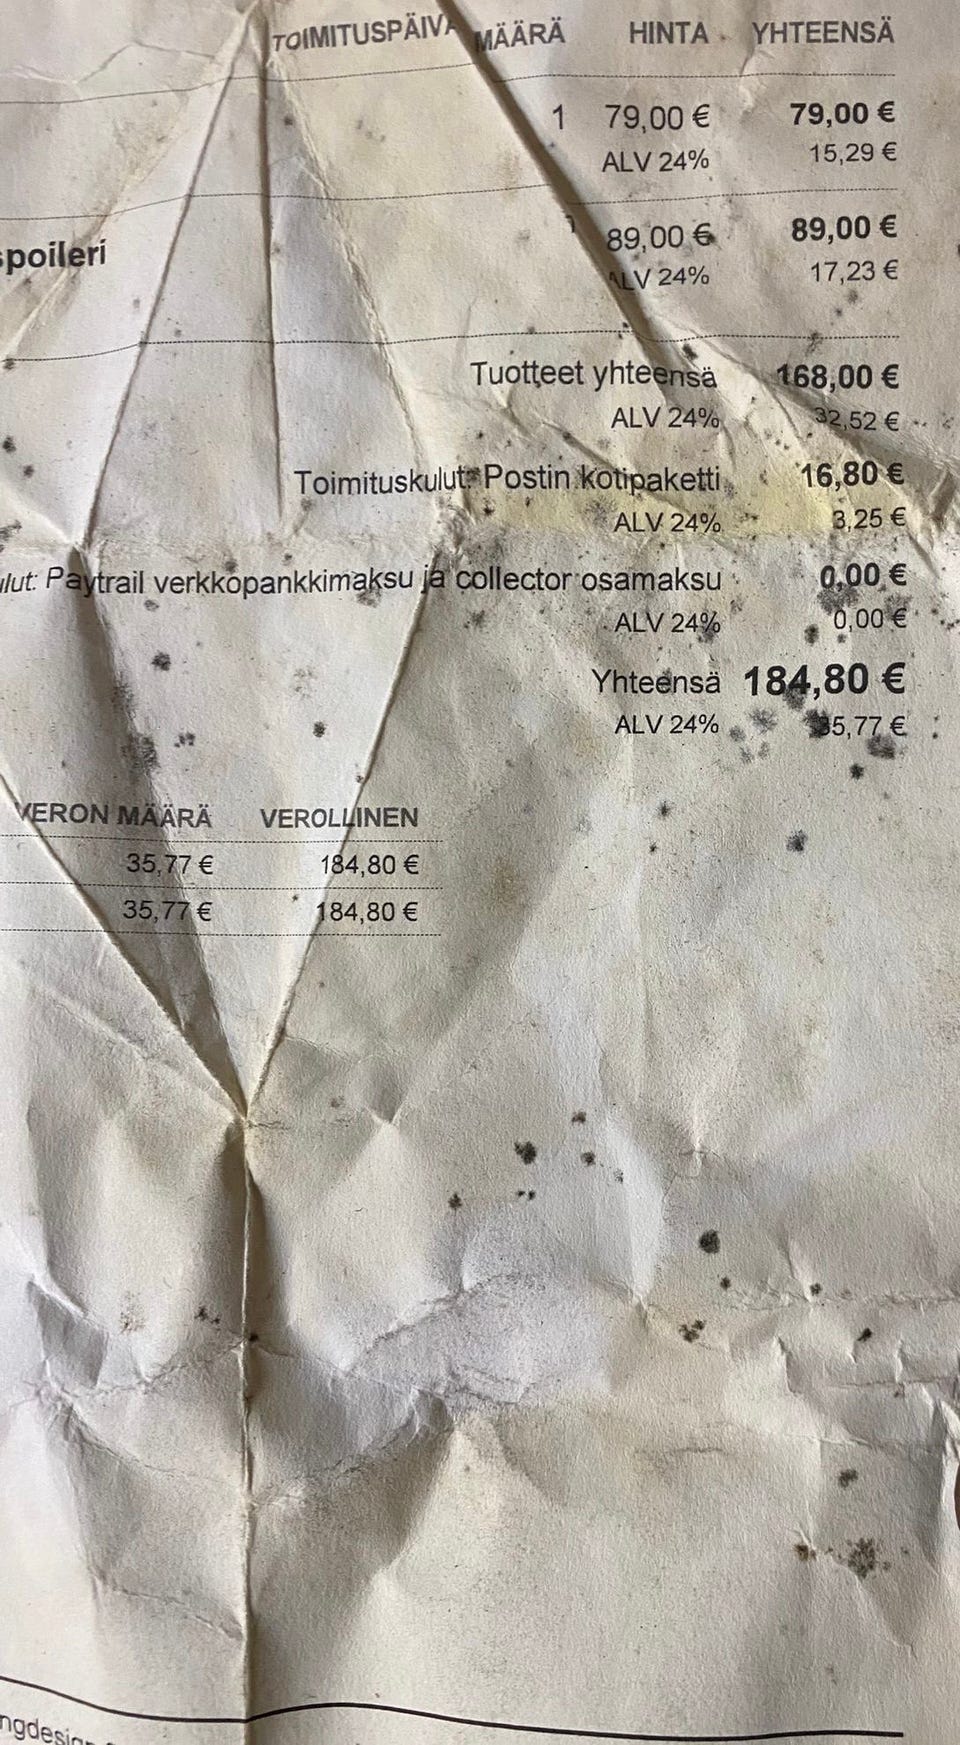 TOIMITUSPÄIVÄ MÄÄRÄ HINTA YHTEENSÄ
1 79,00 € 79,00 €
ALV 24% 15,29 €
spoileri 89,00 € 89,00 €
ALV 24% 17,23 €
Tuotteet yhteensä 168,00 €
ALV 24% 32,52 €
Toimituskulut: Postin kotipaketti 16,80 €
ALV 24% 3,25 €
ulut: Paytrail verkkopankkimaksu ja collector osamaksu 0,00 €
ALV 24% 0,00 €
Yhteensä 184,80 €
ALV 24% 35,77 €
VERON MÄÄRÄ VEROLLINEN
35,77 € 184,80 €
35,77 € 184,80 €